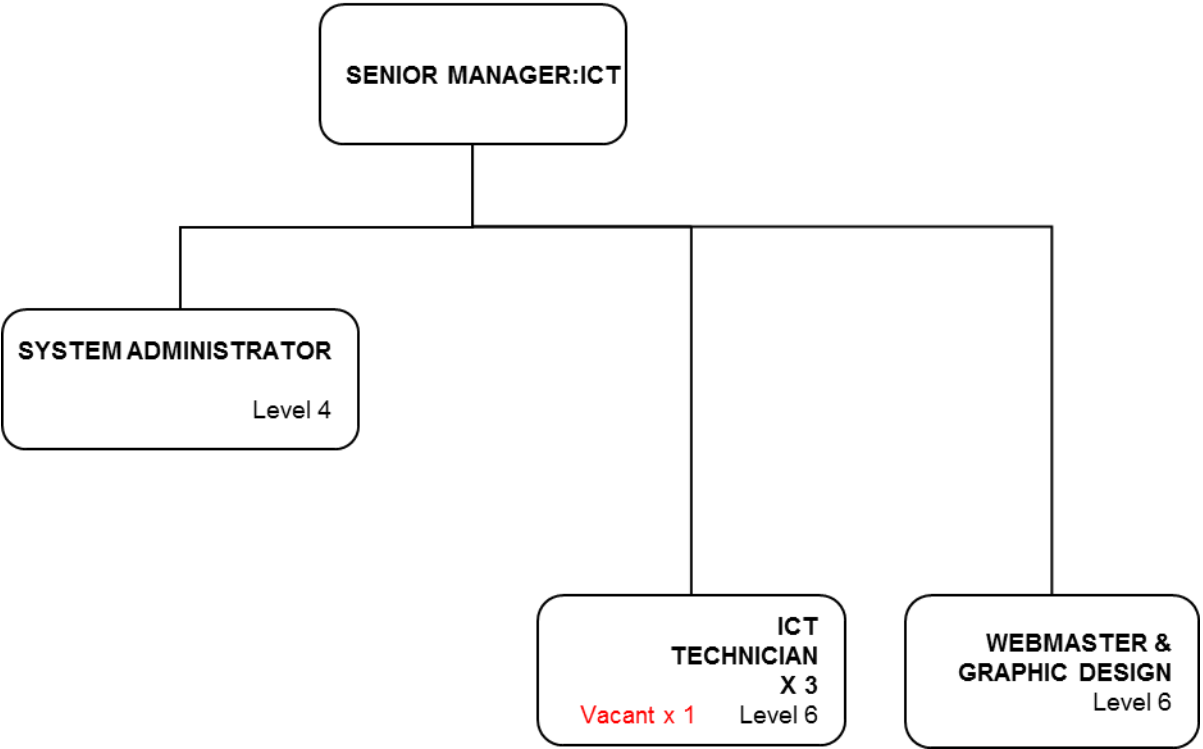 SENIOR MANAGER:ICT
SYSTEM ADMINISTRATOR
Level 4
ICT
TECHNICIAN
X 3
Vacant x 1 Level 6
WEBMASTER &
GRAPHIC DESIGN
Level 6